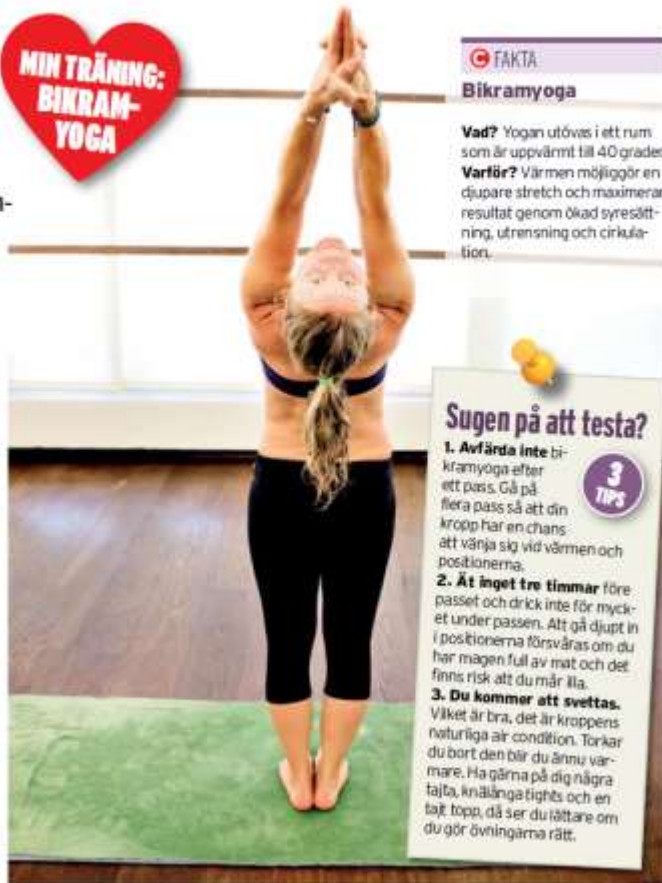 MIN TRÄNING:
BIKRAM-
YOGA
FAKTA
Bikramyoga
Vad? Yogan utövas i ett rum
som är uppvärmt till 40 grader
Varför? Värmen möjliggör en
djupare stretch och maximerar
resultat genom ökad syresätt-
ning, utrensning och cirkula-
tion.
Sugen på att testa?
3
TIPS
1. Avfärda inte bi-
kramyoga efter
ett pass. Gå på
flera pass så att din
kropp har en chans
att vänja sig vid värmen och
positionerna.
2. Ät inget tre timmar före
passet och drick inte för myck-
et under passen. Att gå djupt in
i positionerna försvåras om du
har magen full av mat och det
finns risk att du mår illa.
3. Du kommer att svettas.
Vilket är bra, det är kroppens
naturliga air condition. Torkar
du bort den blir du ännu var-
mare. Ha gärna på dig några
tajta, knälånga tights och en
tajt topp, då ser du lättare om
du gör övningarna rätt.